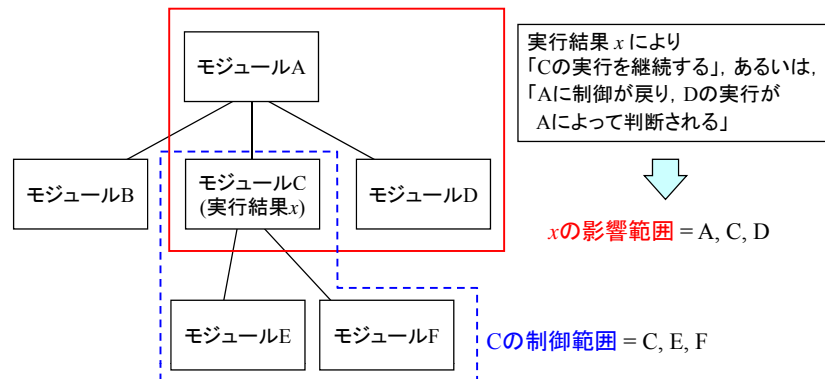 モジュールA
実行結果 x により
「Cの実行を継続する」, あるいは,
「Aに制御が戻り, Dの実行が
Aによって判断される」
モジュールB
モジュールC
(実行結果x)
モジュールD
xの影響範囲 = A, C, D
モジュールE
モジュールF
Cの制御範囲 = C, E, F